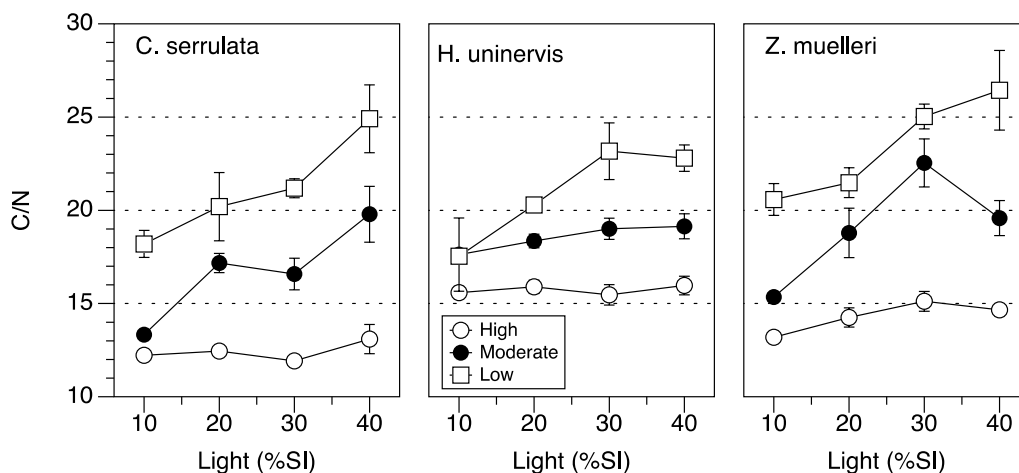 C/N
30
25
20
15
10
C. serrulata
10 20 30 40
Light (%SI)
H. uninervis
High
Moderate
Low
10 20 30 40
Light (%SI)
Z. muelleri
10 20 30 40
Light (%SI)